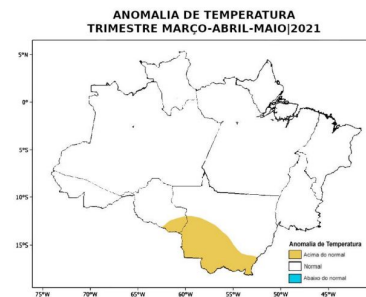 ANOMALIA DE TEMPERATURA
TRIMESTRE MARÇO-ABRIL-MAIO|2021
5°N
0°
5°S
10°S
15°S
Anomalia de Temperatura
Acima do normal
Normal
Abaixo do normal
75°W 70°W 65°W 60°W 55°W 50°W 45°W